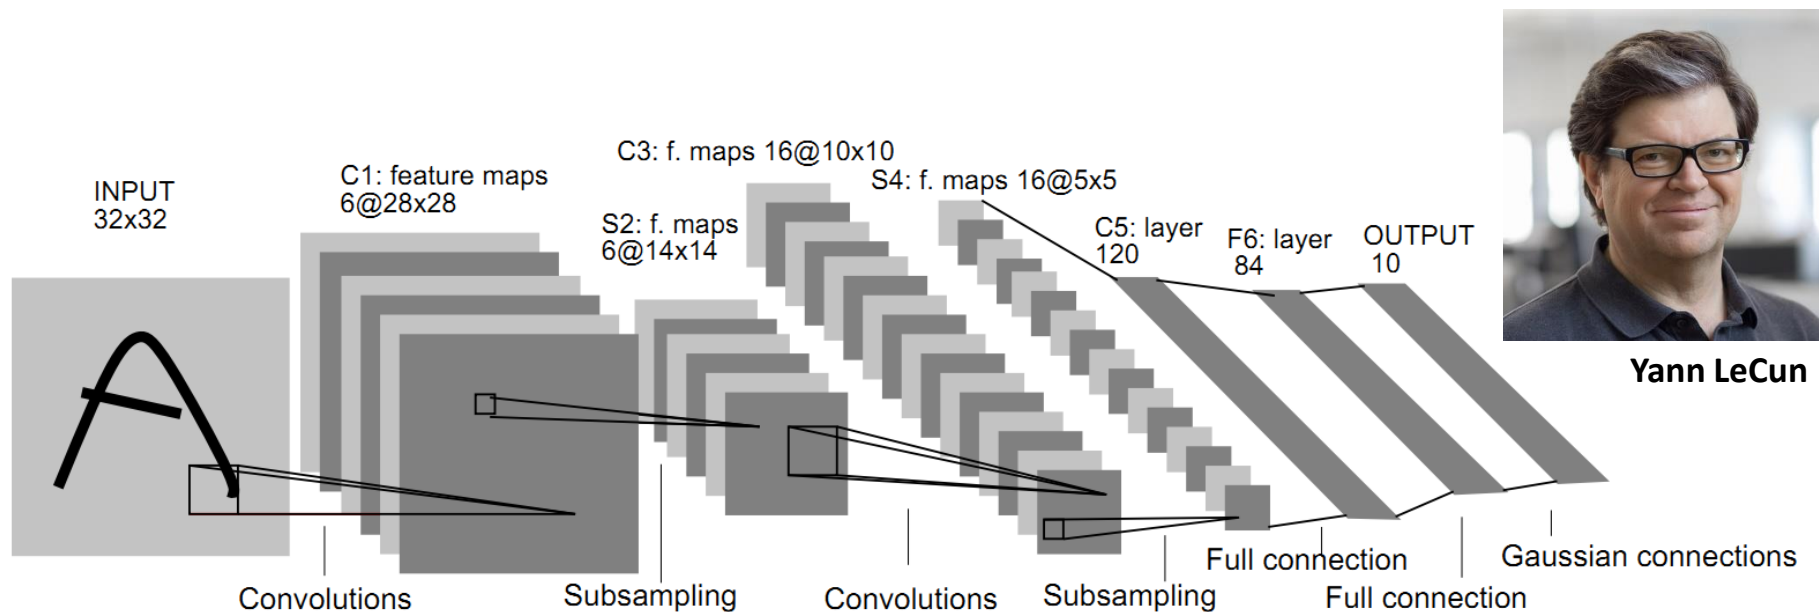 INPUT
32x32
C1: feature maps
6@28x28
S2: f. maps
6@14x14
C3: f. maps 16@10x10
S4: f. maps 16@5x5
C5: layer
120
F6: layer
84
OUTPUT
10
Yann LeCun
Convolutions
Subsampling
Convolutions
Subsampling
Full connection
Full connection
Gaussian connections
A